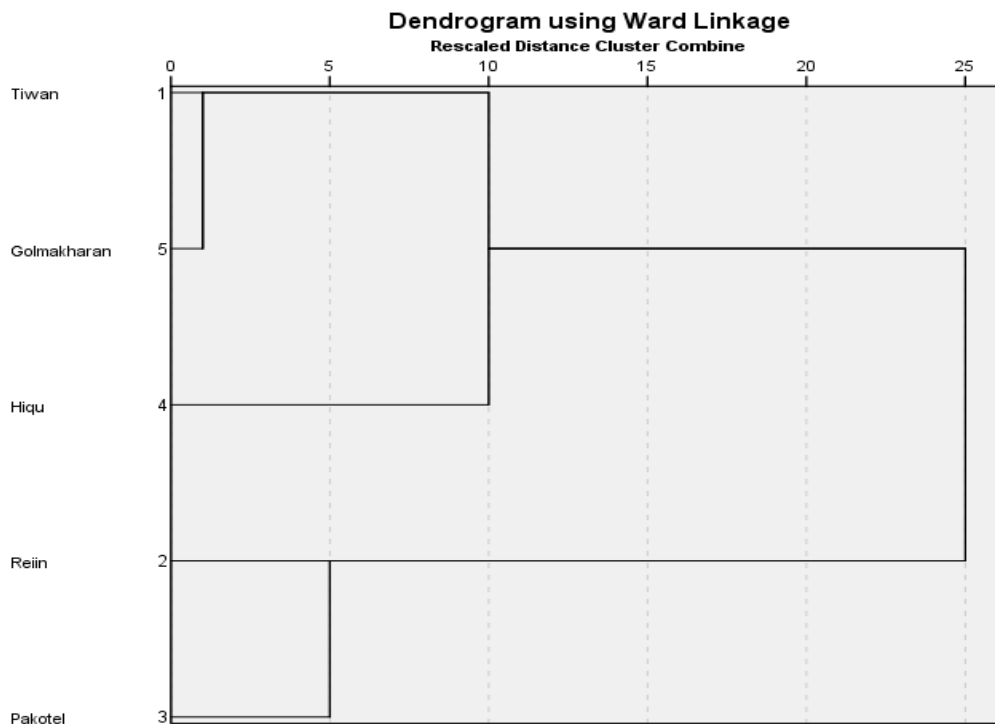 Dendrogram using Ward Linkage
Rescaled Distance Cluster Combine
0 5 10 15 20 25
Tiwan 1
Golmakharan 5
Hiqu 4
Reiin 2
Pakotel 3